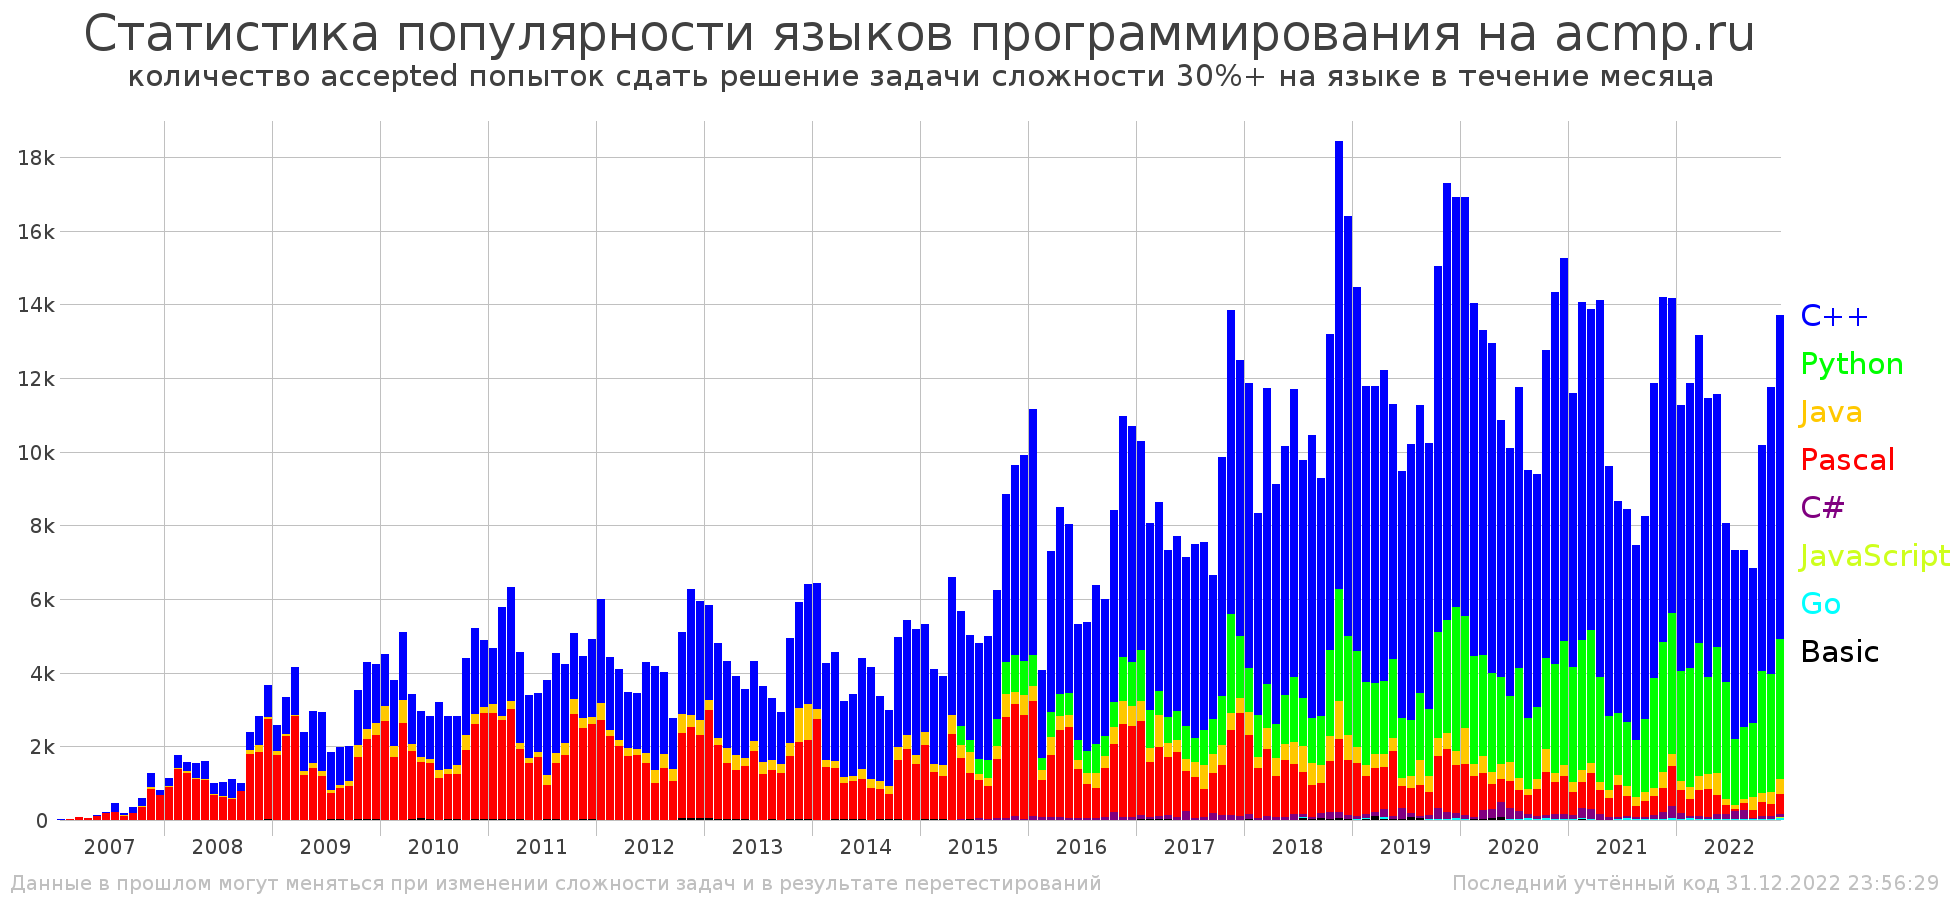 Статистика популярности языков программирования на acmp.ru
количество accepted попыток сдать решение задачи сложности 30%+ на языке в течение месяца
18k
16k
14k
12k
10k
8k
6k
4k
2k
0
C++
Python
Java
Pascal
C#
JavaScript
Go
Basic
2007 2008 2009 2010 2011 2012 2013 2014 2015 2016 2017 2018 2019 2020 2021 2022
Данные в прошлом могут меняться при изменении сложности задач и в результате перетестирований
Последний учтённый код 31.12.2022 23:56:29